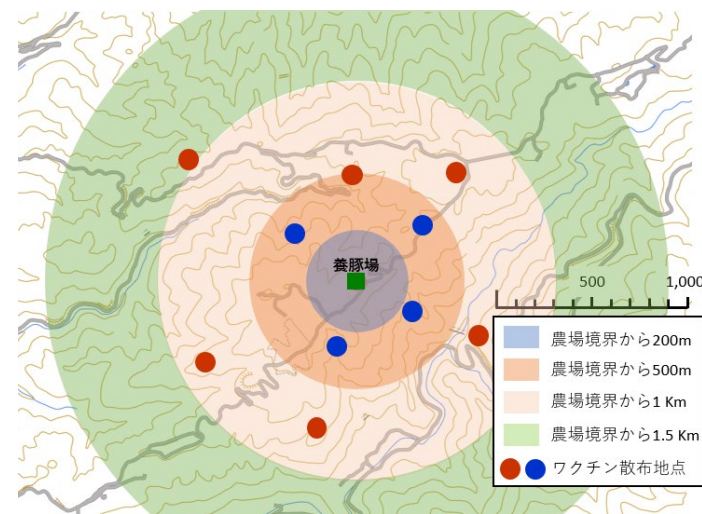 養豚場
500 1,000
農場境界から200m
農場境界から500m
農場境界から1 Km
農場境界から1.5 Km
ワクチン散布地点